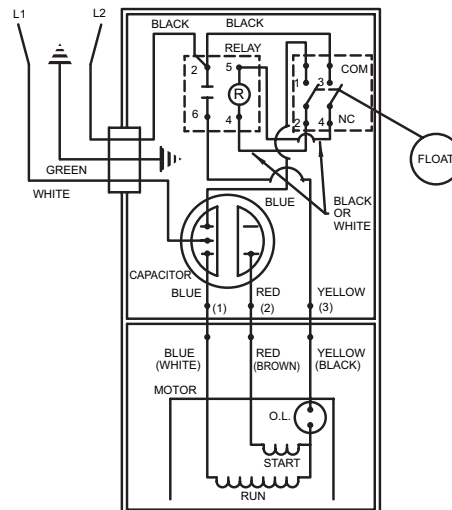 L1
L2
BLACK
BLACK
RELAY
2
5
R
6
4
1
3
COM
2
4
NC
FLOAT
GREEN
WHITE
BLUE
BLACK
OR
WHITE
CAPACITOR
BLUE
RED
YELLOW
(1)
(2)
(3)
BLUE
(WHITE)
RED
(BROWN)
YELLOW
(BLACK)
MOTOR
O.L.
START
RUN